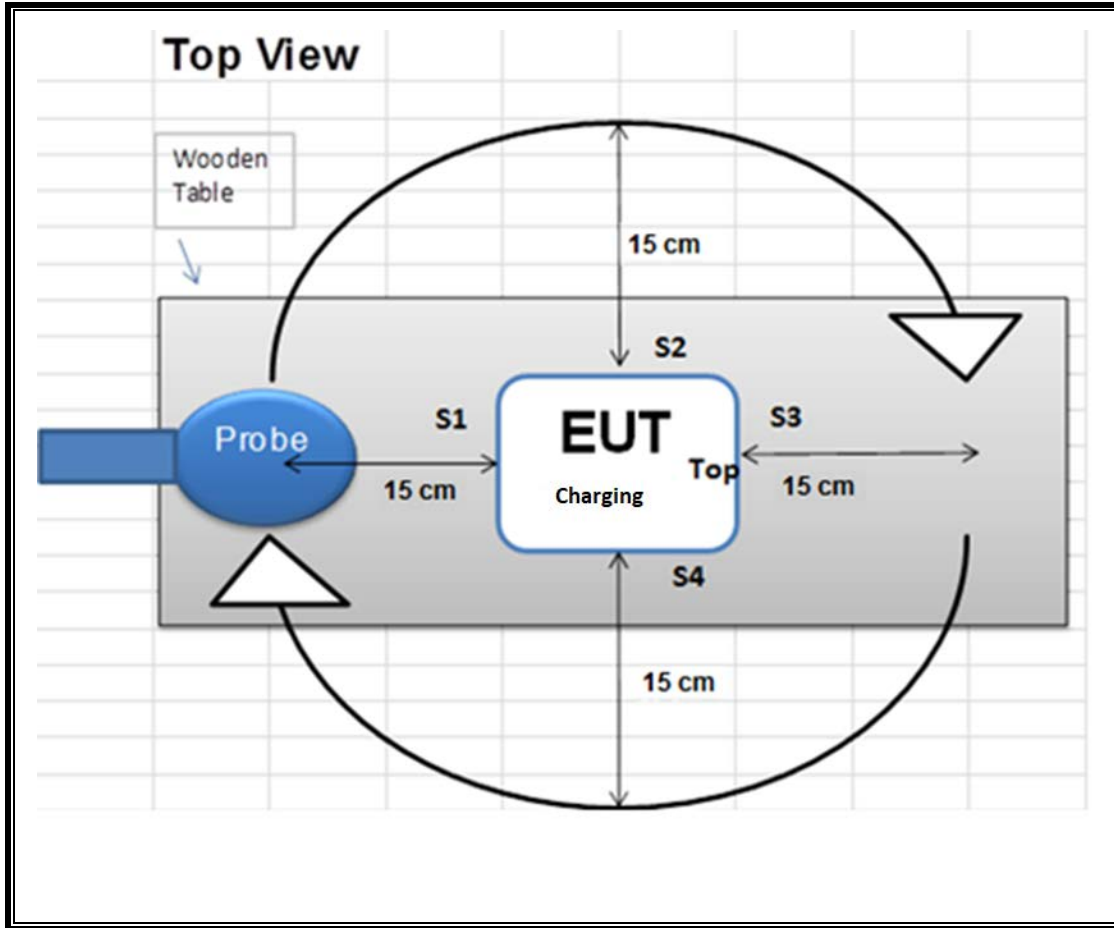 Top View
Wooden
Table
15 cm
S2
S1
EUT
S3
Probe
Top
15 cm
Charging
15 cm
S4
15 cm